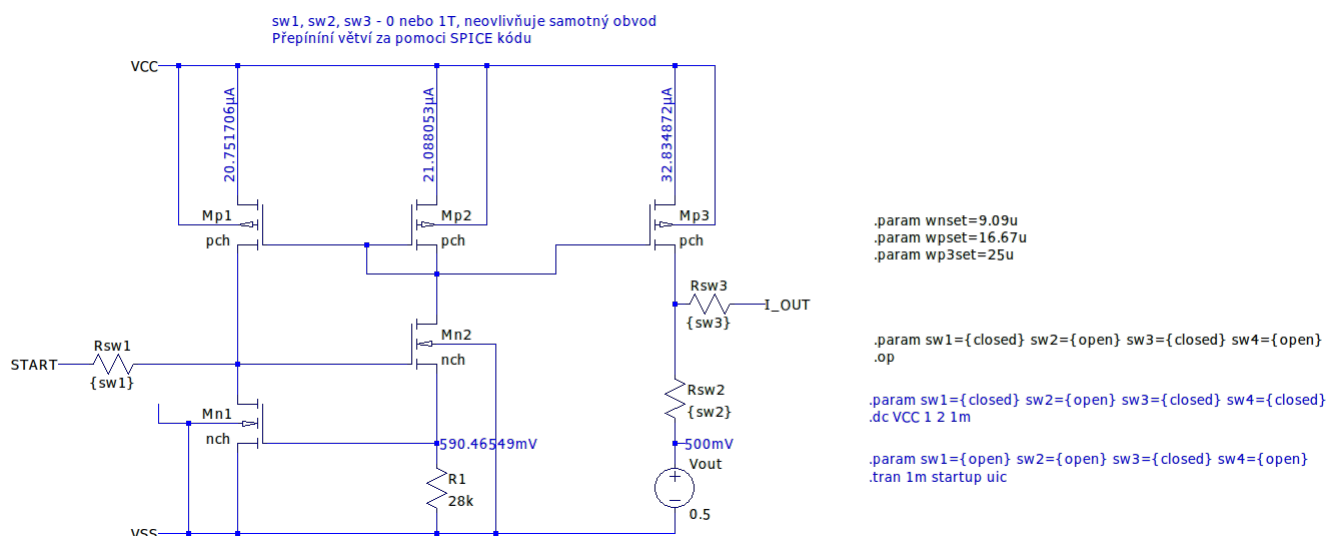 sw1, sw2, sw3 - 0 nebo 1T, neovlivňuje samotný obvod
Přepíníní větví za pomoci SPICE kódu
VCC
20.751706µA
21.088053µA
32.834872µA
Mp1
pch
Mp2
pch
Mp3
pch
.param wnset=9.09u
.param wpset=16.67u
.param wp3set=25u
Rsw3
{sw3}
I_OUT
Mn2
nch
START
Rsw1
{sw1}
.param sw1={closed} sw2={open} sw3={closed} sw4={open}
.op
Rsw2
{sw2}
.param sw1={closed} sw2={open} sw3={closed} sw4={closed}
.dc VCC 1 2 1m
Mn1
nch
590.46549mV
500mV
Vout
0.5
R1
28k
.param sw1={open} sw2={open} sw3={closed} sw4={open}
.tran 1m startup uic
VSS